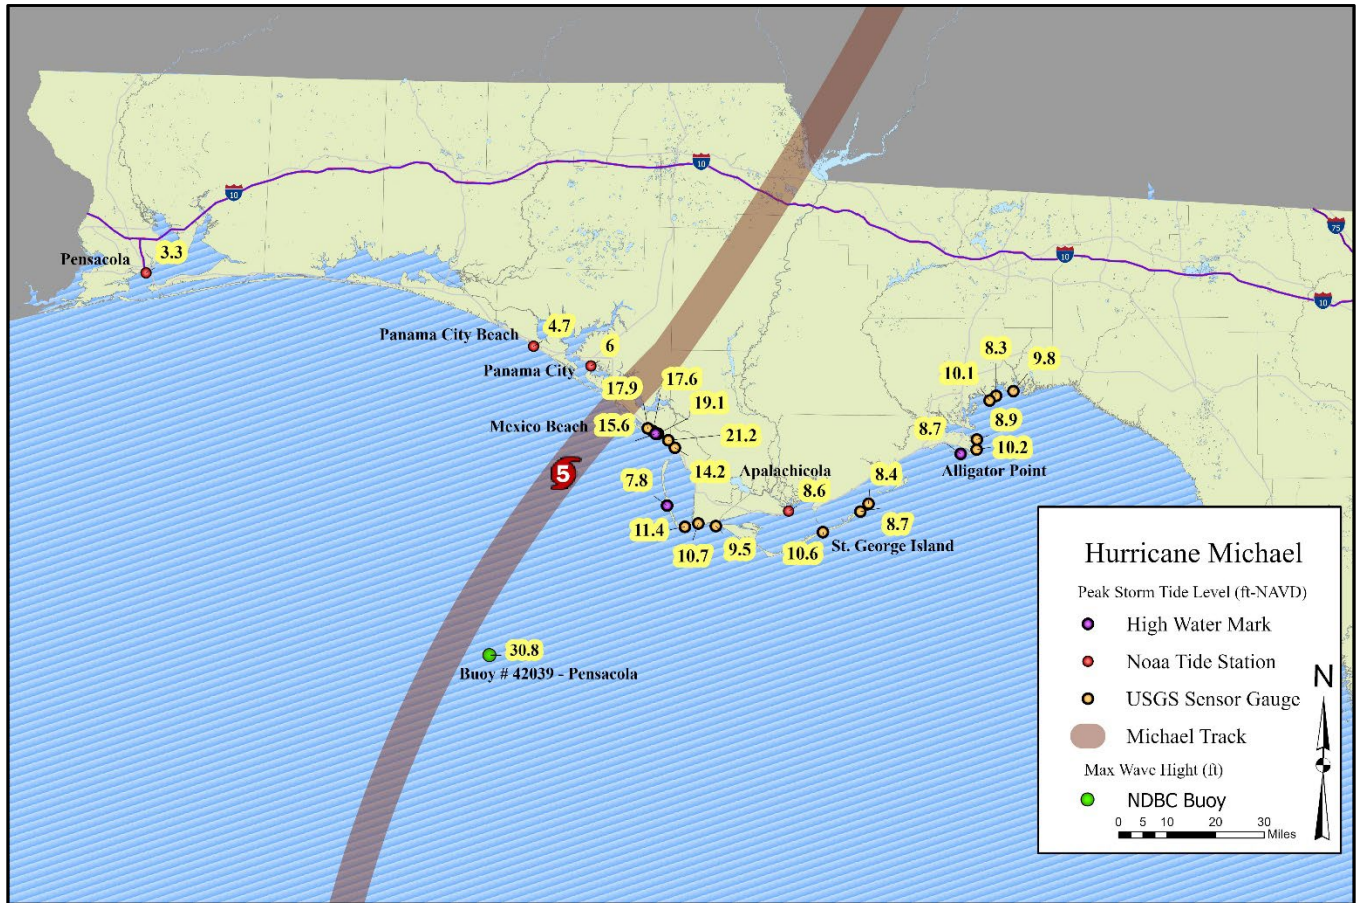 10
10
75
Pensacola
3.3
10
10
Panama City Beach
4.7
Panama City
6
8.3
9.8
10.1
17.9
17.6
19.1
Mexico Beach
15.6
21.2
8.9
8.7
10.2
Alligator Point
14.2
Apalachicola
5
7.8
8.6
8.4
11.4
10.7
9.5
10.6
8.7
St. George Island
30.8
Buoy # 42039 - Pensacola
Hurricane Michael
Peak Storm Tide Level (ft-NAVD)
High Water Mark
Noaa Tide Station
USGS Sensor Gauge
Michael Track
Max Wave Hight (ft)
NDBC Buoy
N
0 5 10 20 30
Miles